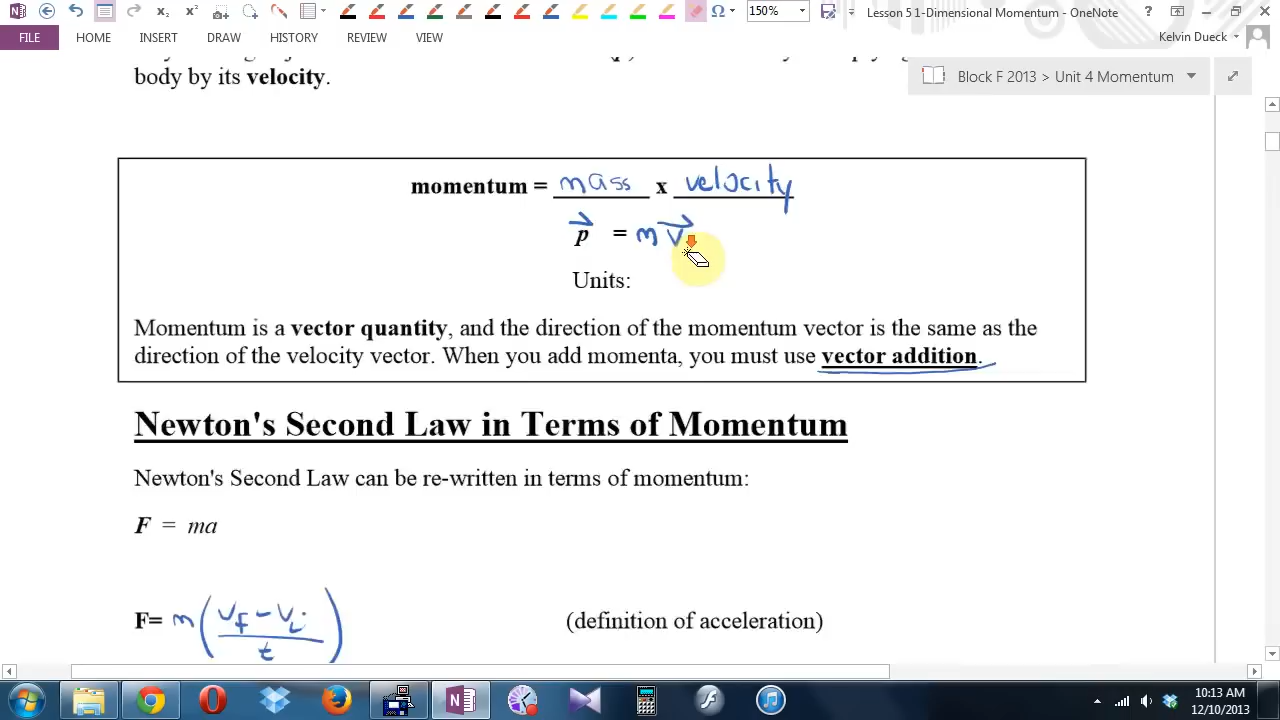 Lesson 5 1-Dimensional Momentum - OneNote
150%
Kelvin Dueck
FILE HOME INSERT DRAW HISTORY REVIEW VIEW
Block F 2013 > Unit 4 Momentum
body by its velocity.
momentum = mass x velocity
p = mv
Units:
Momentum is a vector quantity, and the direction of the momentum vector is the same as the
direction of the velocity vector. When you add momenta, you must use vector addition.
Newton's Second Law in Terms of Momentum
Newton's Second Law can be re-written in terms of momentum:
F = ma
F= m(vf - vi / t) (definition of acceleration)
10:13 AM
12/10/2013